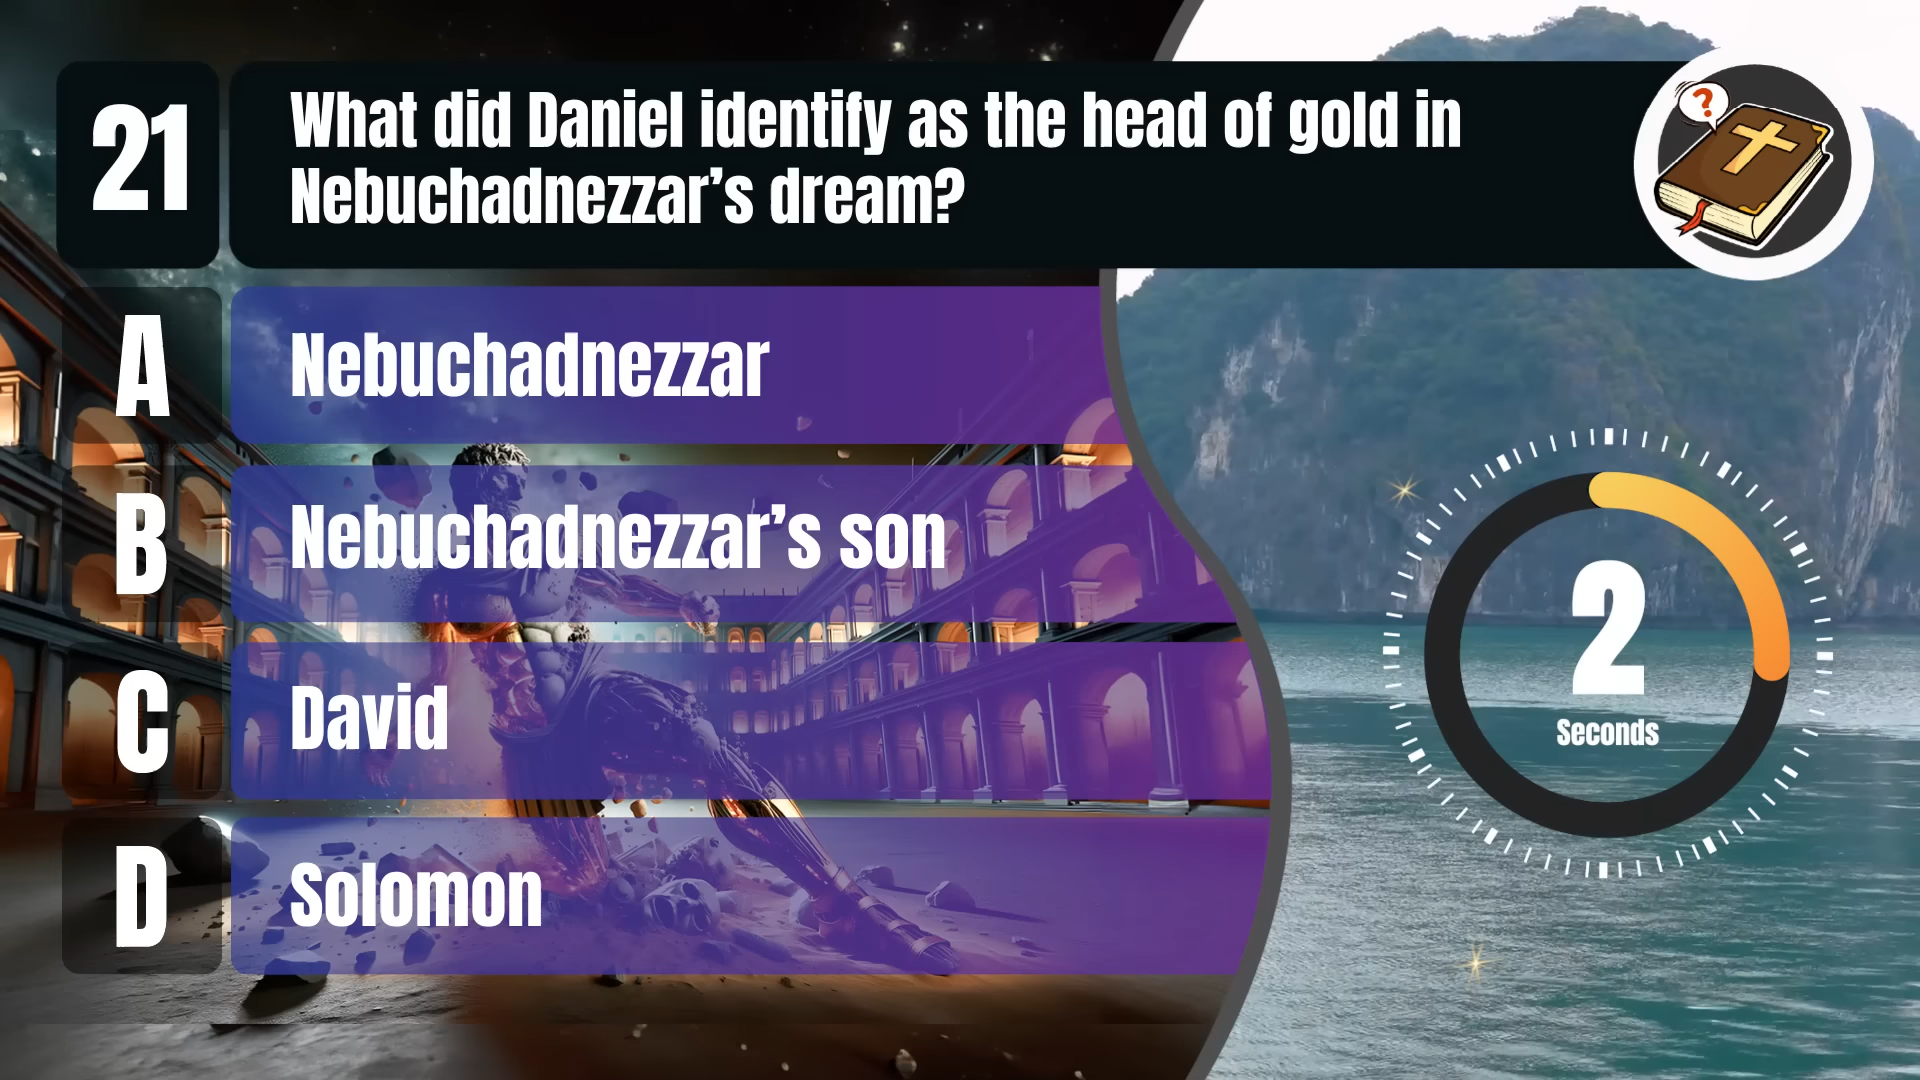 21
What did Daniel identify as the head of gold in
Nebuchadnezzar’s dream?
?
A
Nebuchadnezzar
B
Nebuchadnezzar’s son
C
David
D
Solomon
2
Seconds